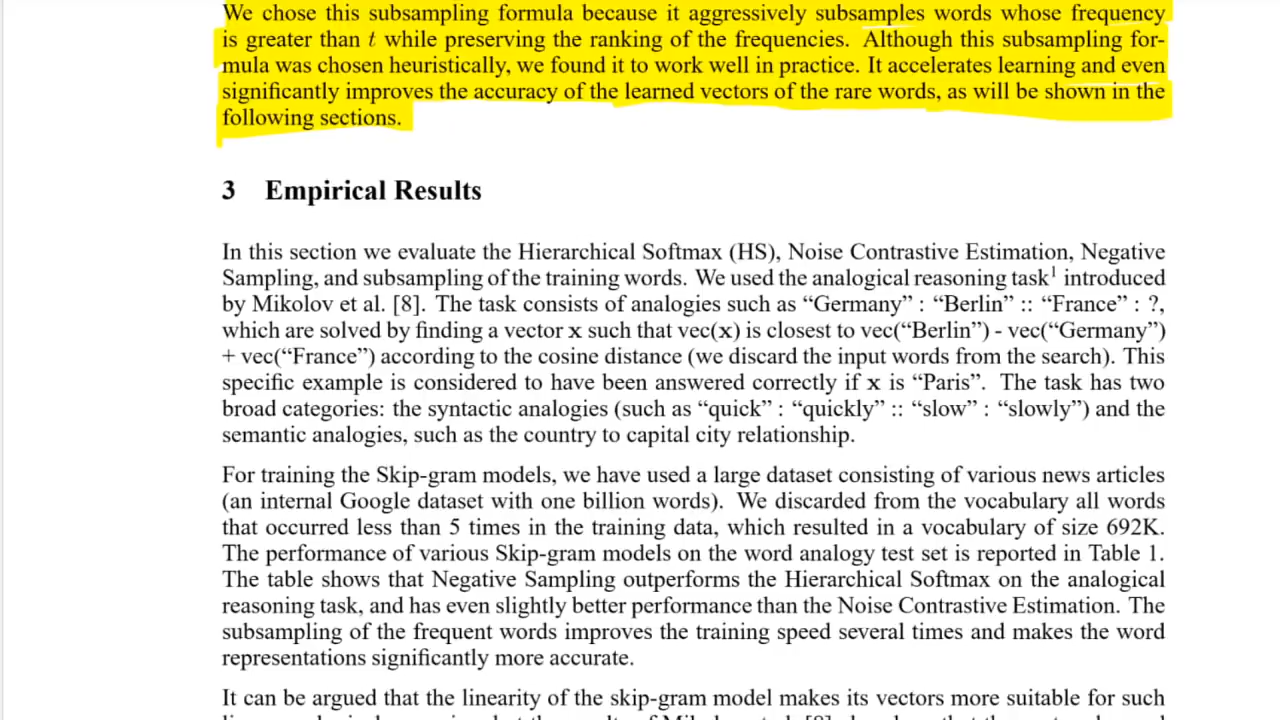 We chose this subsampling formula because it aggressively subsamples words whose frequency
is greater than t while preserving the ranking of the frequencies. Although this subsampling for-
mula was chosen heuristically, we found it to work well in practice. It accelerates learning and even
significantly improves the accuracy of the learned vectors of the rare words, as will be shown in the
following sections.
3 Empirical Results
In this section we evaluate the Hierarchical Softmax (HS), Noise Contrastive Estimation, Negative
Sampling, and subsampling of the training words. We used the analogical reasoning task¹ introduced
by Mikolov et al. [8]. The task consists of analogies such as “Germany” : “Berlin” :: “France” : ?,
which are solved by finding a vector x such that vec(x) is closest to vec(“Berlin”) - vec(“Germany”)
+ vec(“France”) according to the cosine distance (we discard the input words from the search). This
specific example is considered to have been answered correctly if x is “Paris”. The task has two
broad categories: the syntactic analogies (such as “quick” : “quickly” :: “slow” : “slowly”) and the
semantic analogies, such as the country to capital city relationship.
For training the Skip-gram models, we have used a large dataset consisting of various news articles
(an internal Google dataset with one billion words). We discarded from the vocabulary all words
that occurred less than 5 times in the training data, which resulted in a vocabulary of size 692K.
The performance of various Skip-gram models on the word analogy test set is reported in Table 1.
The table shows that Negative Sampling outperforms the Hierarchical Softmax on the analogical
reasoning task, and has even slightly better performance than the Noise Contrastive Estimation. The
subsampling of the frequent words improves the training speed several times and makes the word
representations significantly more accurate.
It can be argued that the linearity of the skip-gram model makes its vectors more suitable for such